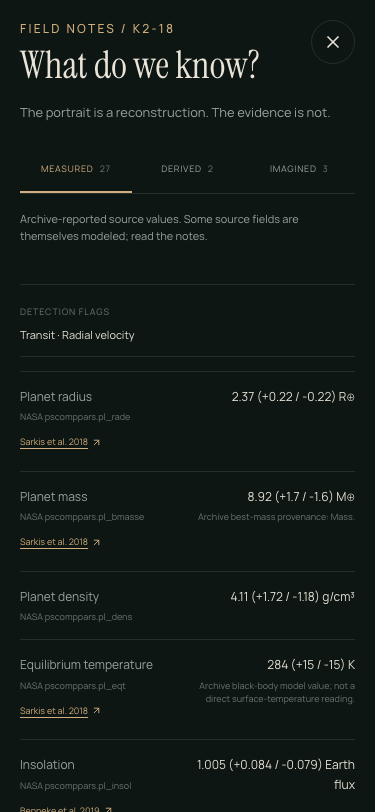 FIELD NOTES / K2-18
What do we know?
The portrait is a reconstruction. The evidence is not.
MEASURED 27 DERIVED 2 IMAGINED 3
Archive-reported source values. Some source fields are
themselves modeled; read the notes.
DETECTION FLAGS
Transit · Radial velocity
Planet radius 2.37 (+0.22 / -0.22) R⊕
NASA pscomppars.pl_rade
Sarkis et al. 2018 ↗
Planet mass 8.92 (+1.7 / -1.6) M⊕
NASA pscomppars.pl_bmasse Archive best-mass provenance: Mass.
Sarkis et al. 2018 ↗
Planet density 4.11 (+1.72 / -1.18) g/cm³
NASA pscomppars.pl_dens
Equilibrium temperature 284 (+15 / -15) K
NASA pscomppars.pl_eqt Archive black-body model value; not a
direct surface-temperature reading.
Sarkis et al. 2018 ↗
Insolation 1.005 (+0.084 / -0.079) Earth
flux
NASA pscomppars.pl_insol
Benneke et al. 2019 ↗